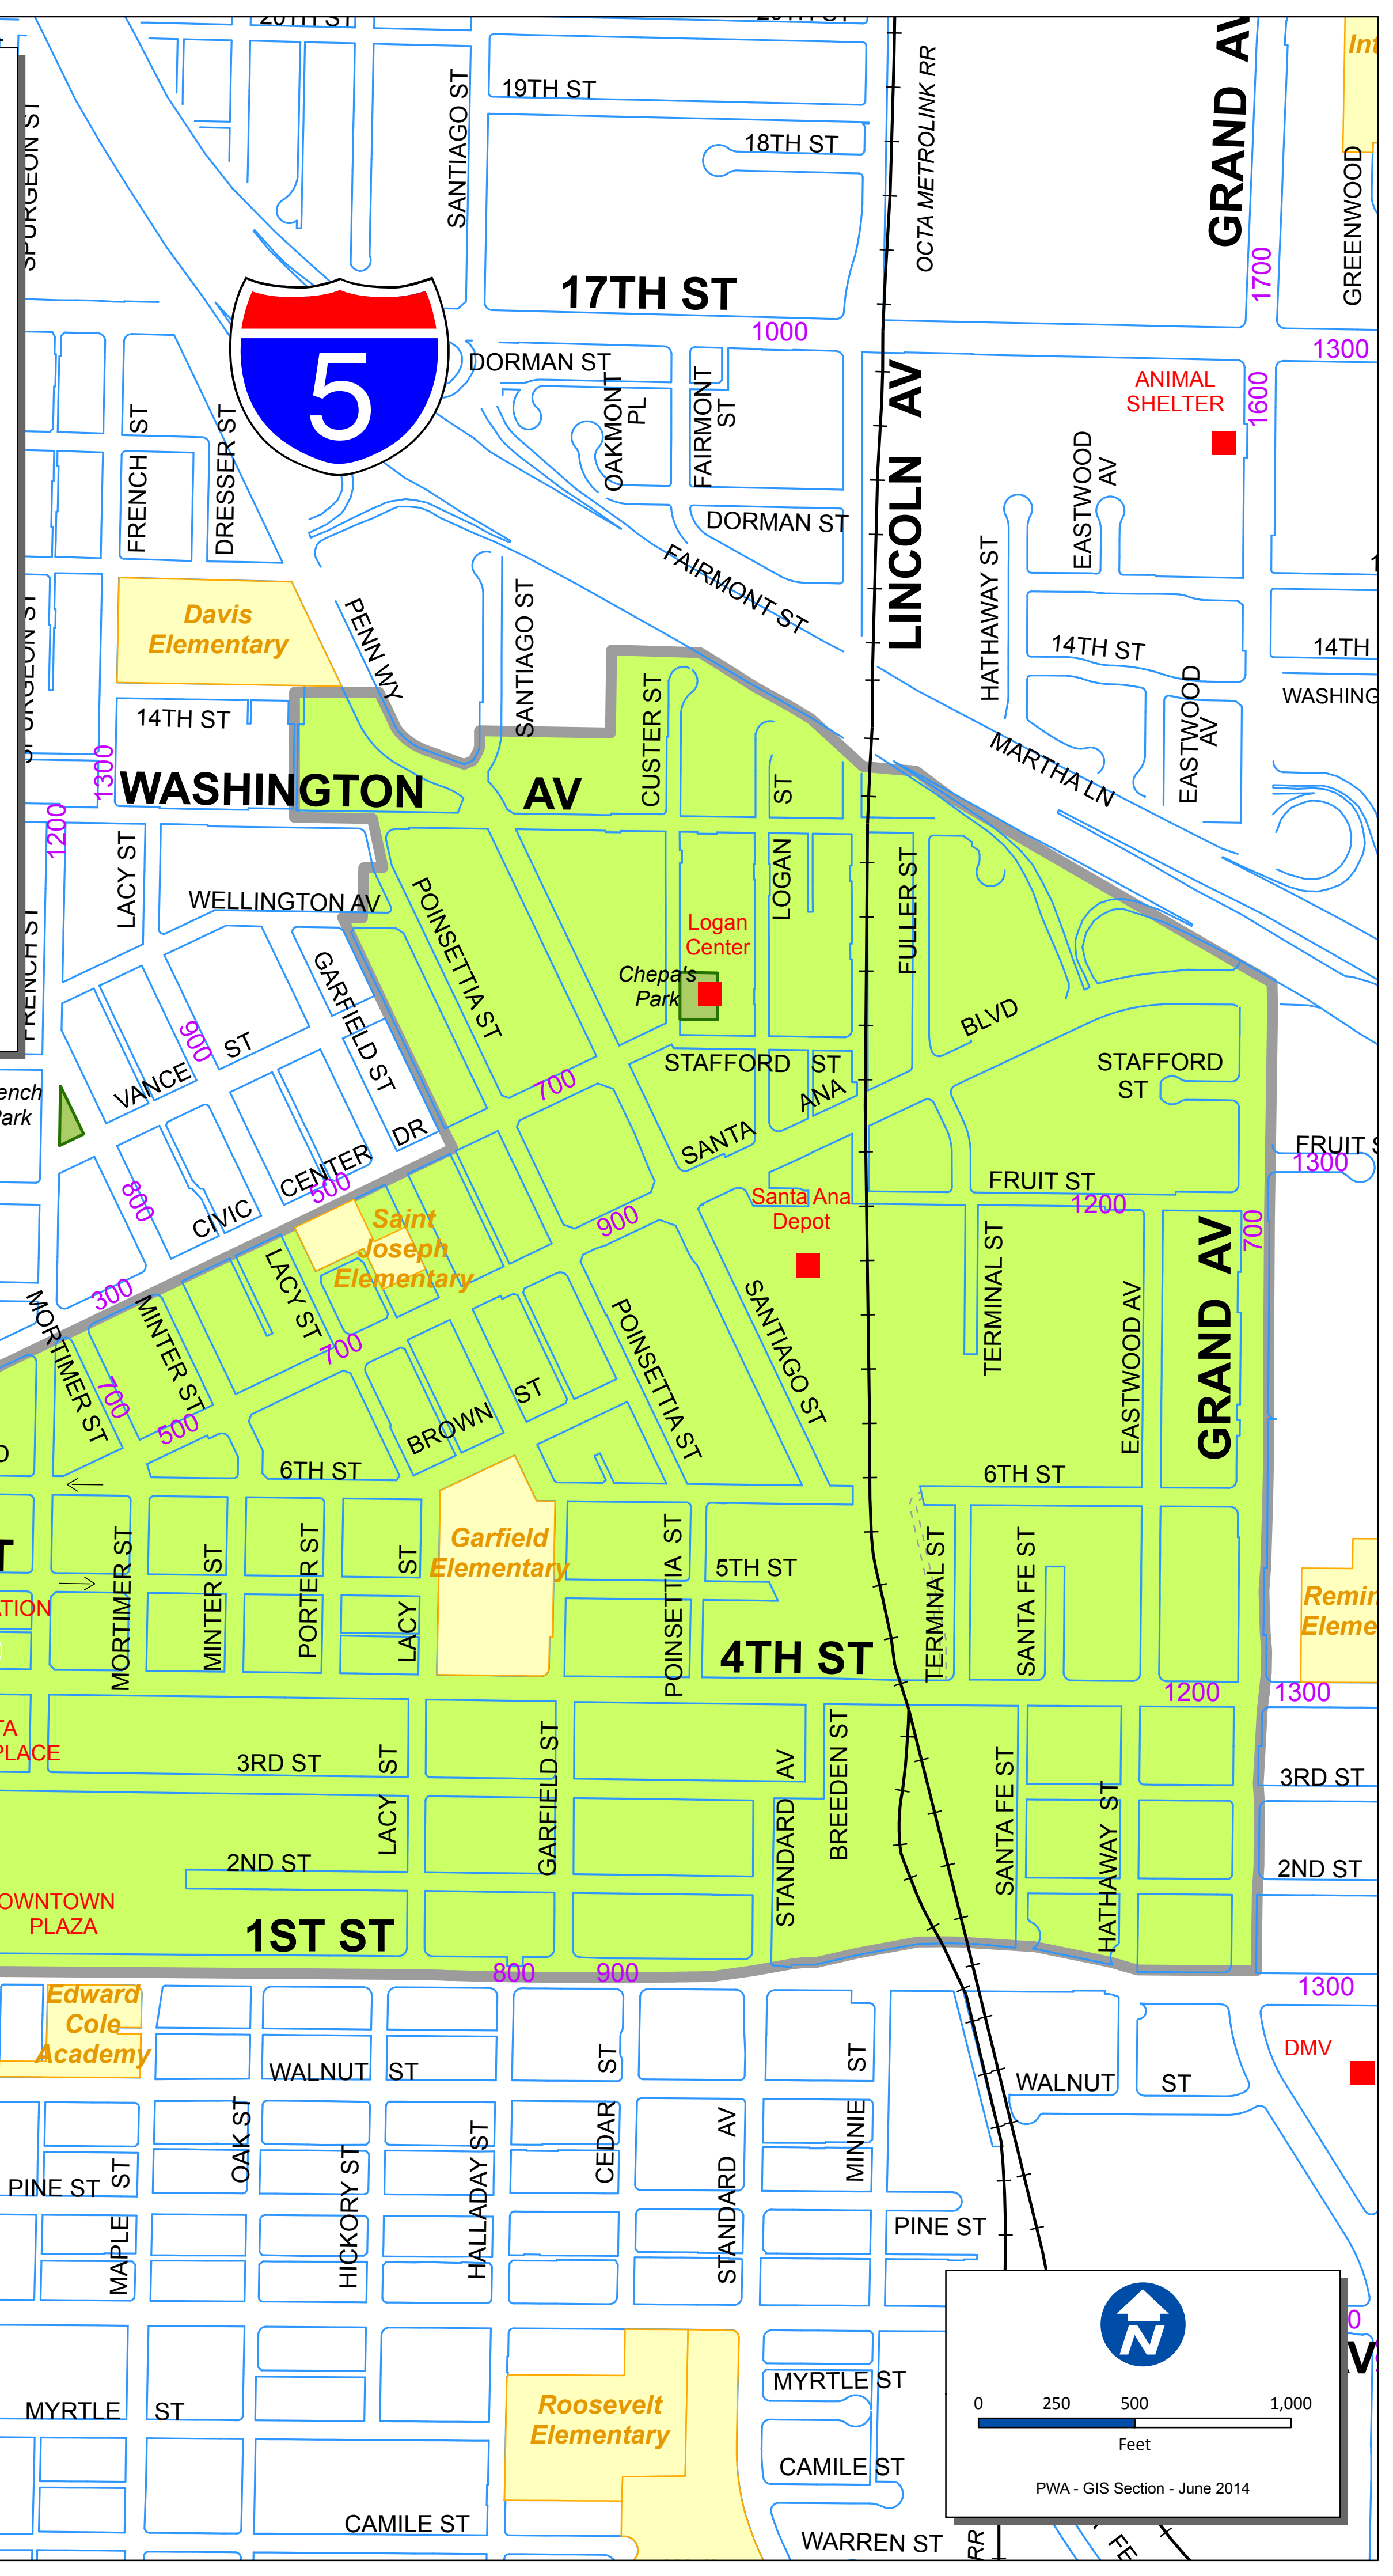 20TH ST
19TH ST
18TH ST
SANTIAGO ST
OCTA METROLINK RR
GRAND AV
GREENWOOD
SPURGEON ST
17TH ST
1000
1700
1300
5
DORMAN ST
OAKMONT
PL
FAIRMONT
ST
LINCOLN AV
ANIMAL
SHELTER
1600
FRENCH ST
DRESSER ST
DORMAN ST
EASTWOOD
AV
HATHAWAY ST
FAIRMONT ST
Davis
Elementary
PENN WY
SANTIAGO ST
14TH ST
14TH
WASHING
14TH ST
CUSTER ST
EASTWOOD
AV
MARTHA LN
1300
WASHINGTON AV
1200
LACY ST
WELLINGTON AV
POINSETTIA ST
LOGAN ST
FULLER ST
Logan
Center
Chepa's
Park
FRENCH ST
GARFIELD ST
900
VANCE ST
700
STAFFORD ST
SANTA ANA BLVD
STAFFORD
ST
CIVIC CENTER DR
500
800
FRUIT ST
1200
1300
Santa Ana
Depot
Saint
Joseph
Elementary
900
700
GRAND AV
TERMINAL ST
EASTWOOD AV
300
MORTIMER ST
MINTER ST
LACY ST
700
700
500
BROWN ST
POINSETTIA ST
SANTIAGO ST
6TH ST
6TH ST
Garfield
Elementary
MORTIMER ST
MINTER ST
PORTER ST
LACY ST
POINSETTIA ST
5TH ST
TERMINAL ST
SANTA FE ST
4TH ST
1200
1300
3RD ST
LACY ST
GARFIELD ST
STANDARD AV
BREEDEN ST
SANTA FE ST
HATHAWAY ST
3RD ST
2ND ST
2ND ST
PLAZA
1ST ST
800
900
1300
Edward
Cole
Academy
DMV
WALNUT ST
WALNUT ST
OAK ST
HICKORY ST
HALLADAY ST
CEDAR ST
STANDARD AV
MINNIE ST
PINE ST
MAPLE ST
PINE ST
MYRTLE ST
MYRTLE ST
Roosevelt
Elementary
CAMILE ST
CAMILE ST
WARREN ST
RR
FE
N
0 250 500 1,000
Feet
PWA - GIS Section - June 2014